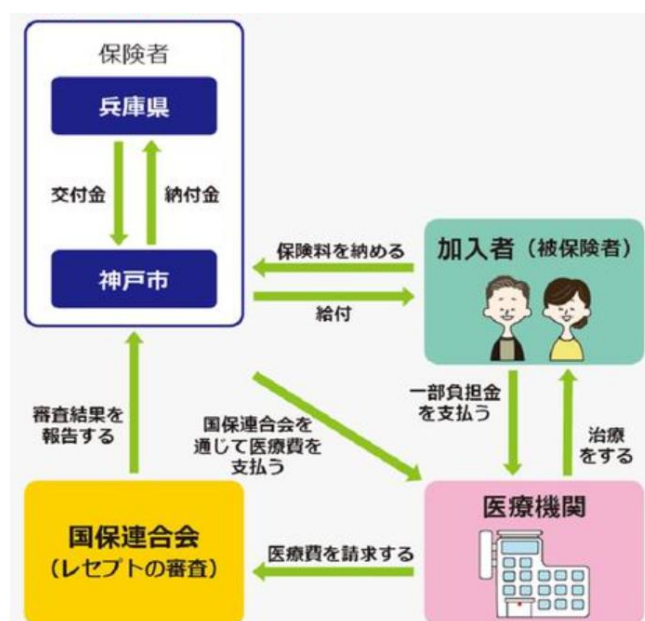 保険者
兵庫県
交付金
納付金
神戸市
保険料を納める
給付
加入者（被保険者）
審査結果を
報告する
国保連合会を
通じて医療費を
支払う
一部負担金
を支払う
治療
をする
国保連合会
（レセプトの審査）
医療費を請求する
医療機関